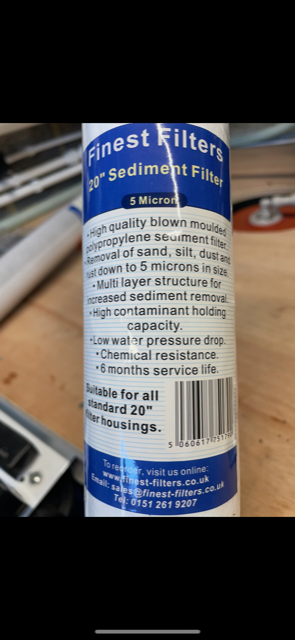 Finest Filters
20" Sediment Filter
5 Micron
•High quality blown moulded
polypropylene sediment filter.
•Removal of sand, silt, dust and
rust down to 5 microns in size.
•Multi layer structure for
increased sediment removal.
•High contaminant holding
capacity.
•Low water pressure drop.
•Chemical resistance.
•6 months service life.
Suitable for all
standard 20"
filter housings.
To reorder, visit us online:
www.finest-filters.co.uk
Email: sales@finest-filters.co.uk
Tel: 0151 261 9207